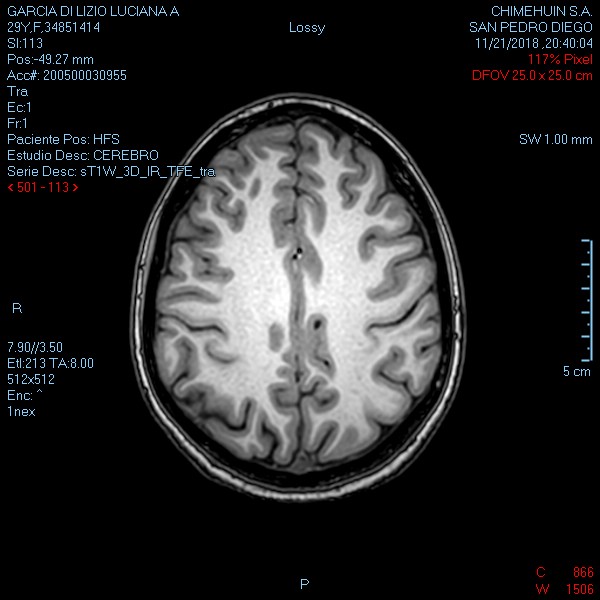 GARCIA DI LIZIO LUCIANA A
29Y,F,34851414
Sl:113
Pos:-49.27 mm
Acc#: 200500030955
Tra
Ec:1
Fr:1
Paciente Pos: HFS
Estudio Desc: CEREBRO
Serie Desc: sT1W_3D_IR_TFE_tra
< 501 - 113 >
Lossy
CHIMEHUIN S.A.
SAN PEDRO DIEGO
11/21/2018 ,20:40:04
117% Pixel
DFOV 25.0 x 25.0 cm
SW 1.00 mm
R
5 cm
7.90//3.50
Etl:213 TA:8.00
512x512
Enc: ^
1nex
P
C 866
W 1506